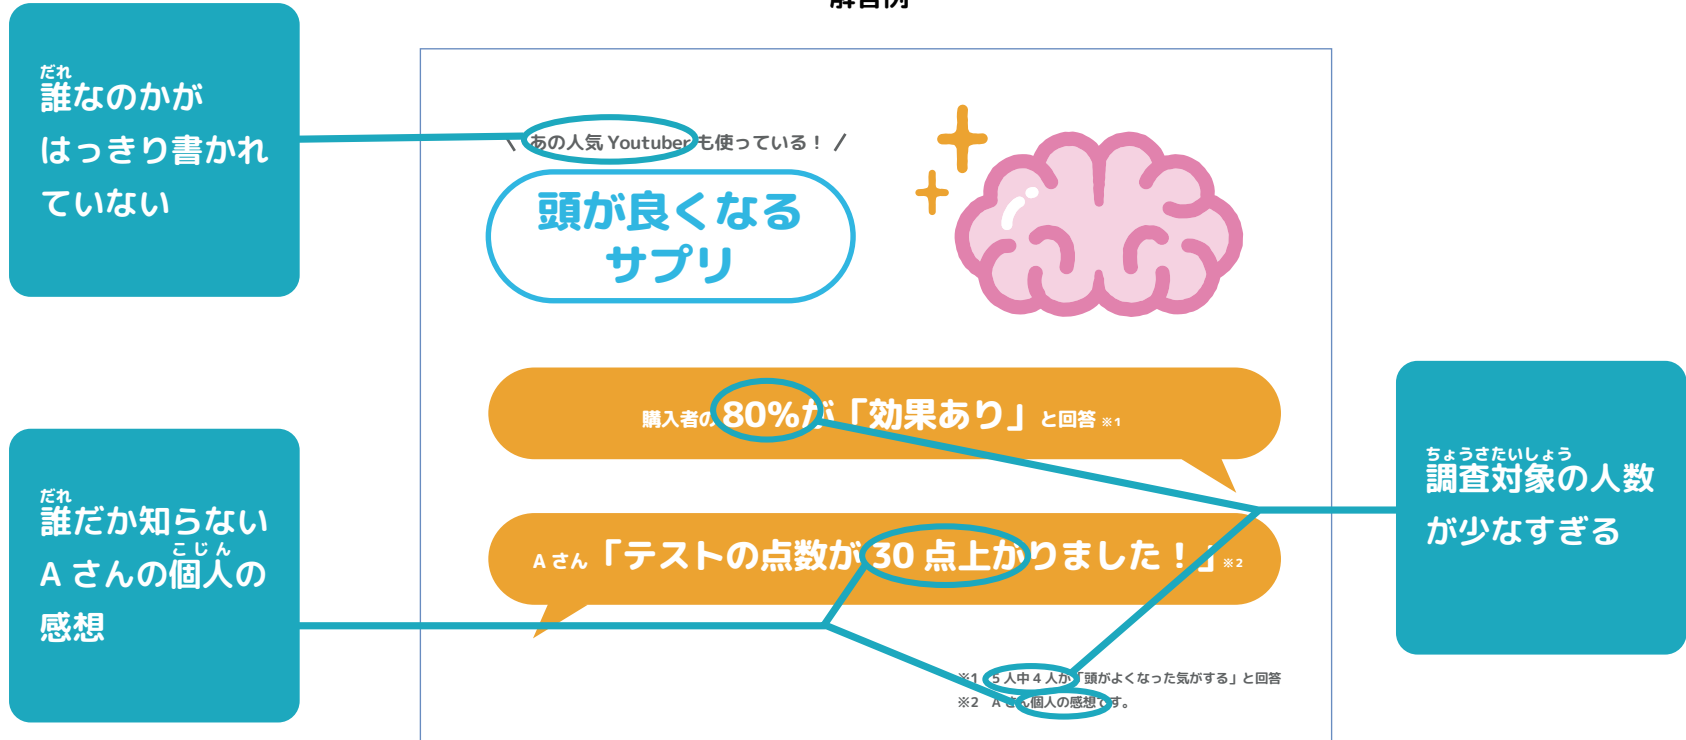 解答例
だれ
誰なのかが
はっきり書かれ
ていない
\ あの人気 Youtuber も使っている！ /
頭が良くなる
サプリ
購入者の 80%が「効果あり」と回答 ※1
A さん「テストの点数が 30 点上がりました！」※2
だれ
誰だか知らない
こじん
A さんの個人の
感想
ちょうさたいしょう
調査対象の人数
が少なすぎる
※1 5 人中 4 人が「頭がよくなった気がする」と回答
※2 A さん個人の感想です。